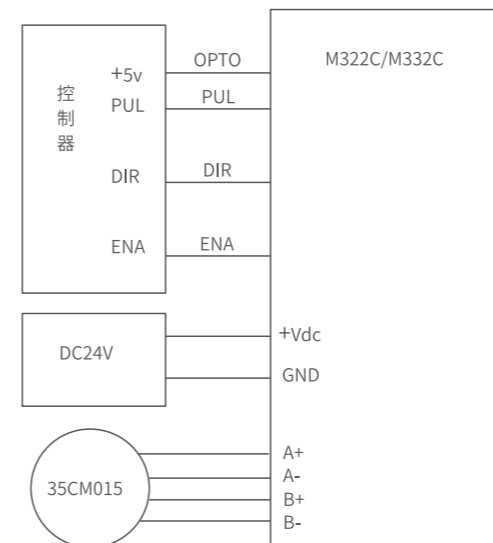 M322C/M332C
控
制
器
+5v
OPTO
PUL
PUL
DIR
DIR
ENA
ENA
DC24V
+Vdc
GND
35CM015
A+
A-
B+
B-